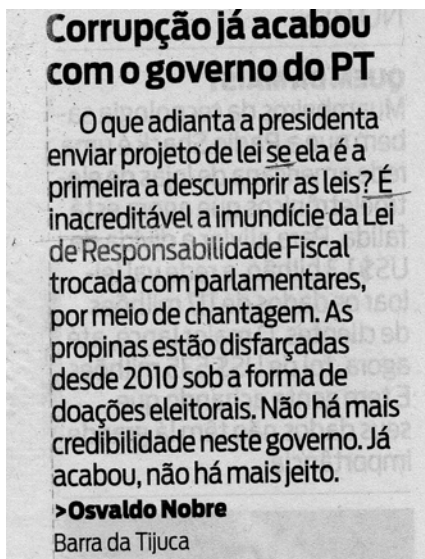 Corrupção já acabou
com o governo do PT
O que adianta a presidenta
enviar projeto de lei se ela é a
primeira a descumprir as leis? É
inacreditável a imundície da Lei
de Responsabilidade Fiscal
trocada com parlamentares,
por meio de chantagem. As
propinas estão disfarçadas
desde 2010 sob a forma de
doações eleitorais. Não há mais
credibilidade neste governo. Já
acabou, não há mais jeito.
>Osvaldo Nobre
Barra da Tijuca